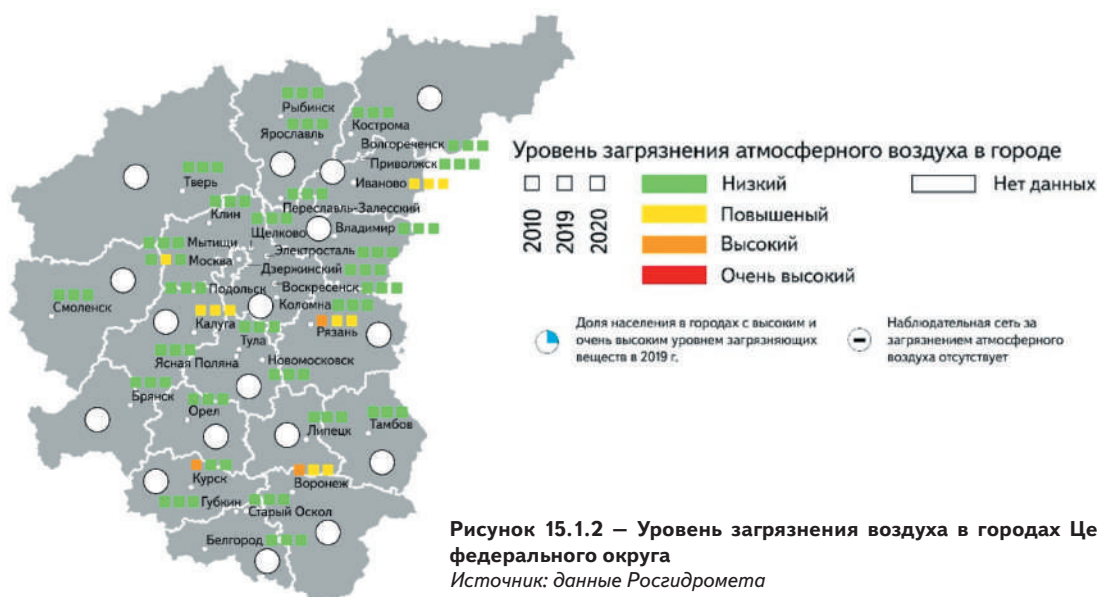 Рыбинск
Ярославль
Кострома
Волгореченск
Приволжск
Иваново
Тверь
Клин
Переславль-Залесский
Щелково
Владимир
Мытищи
Электросталь
Москва
Дзержинский
Подольск
Воскресенск
Смоленск
Коломна
Калуга
Рязань
Тула
Ясная Поляна
Новомосковск
Брянск
Орел
Липецк
Тамбов
Курск
Воронеж
Губкин
Старый Оскол
Белгород
Уровень загрязнения атмосферного воздуха в городе
2010
2019
2020
Низкий
Повышеный
Высокий
Очень высокий
Нет данных
Доля населения в городах с высоким и
очень высоким уровнем загрязняющих
веществ в 2019 г.
Наблюдательная сеть за
загрязнением атмосферного
воздуха отсутствует
Рисунок 15.1.2 – Уровень загрязнения воздуха в городах Це
федерального округа
Источник: данные Росгидромета